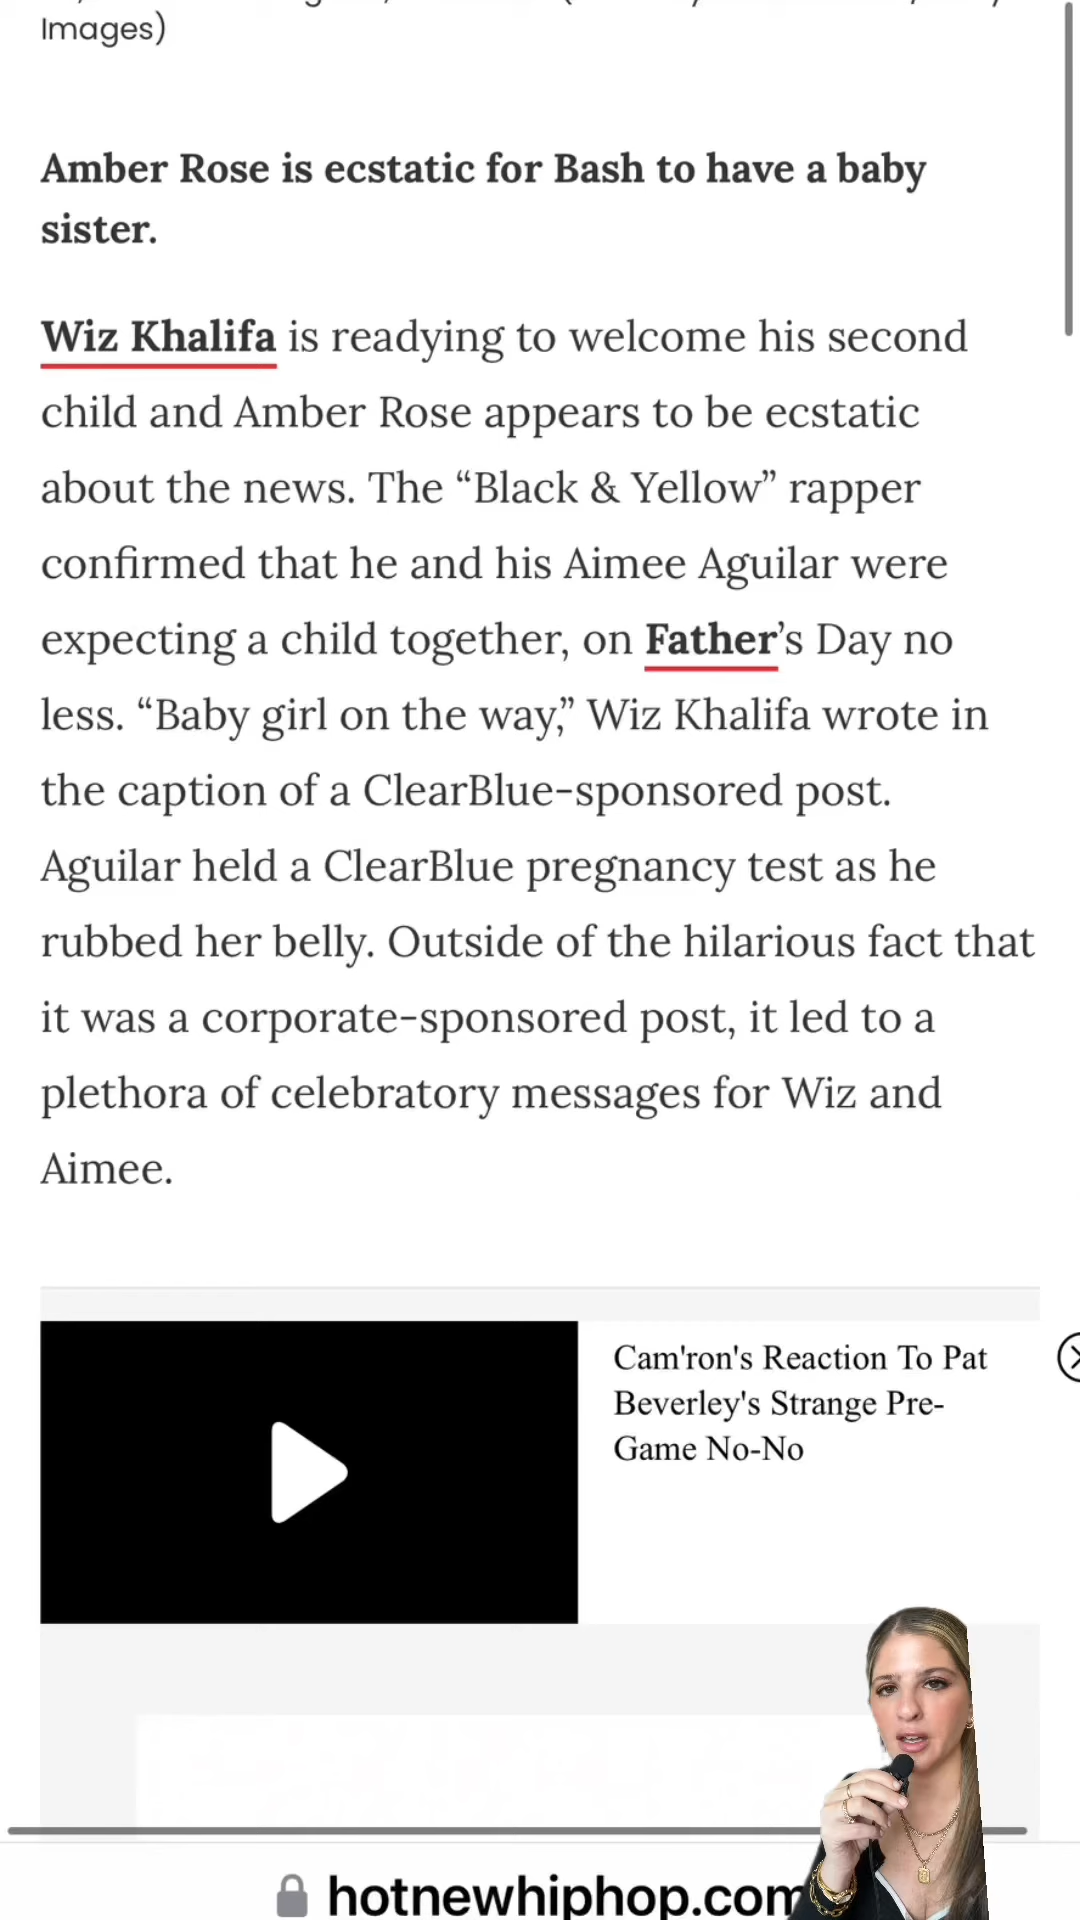 Images)
Amber Rose is ecstatic for Bash to have a baby
sister.
Wiz Khalifa is readying to welcome his second
child and Amber Rose appears to be ecstatic
about the news. The “Black & Yellow” rapper
confirmed that he and his Aimee Aguilar were
expecting a child together, on Father’s Day no
less. “Baby girl on the way,” Wiz Khalifa wrote in
the caption of a ClearBlue-sponsored post.
Aguilar held a ClearBlue pregnancy test as he
rubbed her belly. Outside of the hilarious fact that
it was a corporate-sponsored post, it led to a
plethora of celebratory messages for Wiz and
Aimee.
Cam'ron's Reaction To Pat
Beverley's Strange Pre-
Game No-No
hotnewhiphop.com